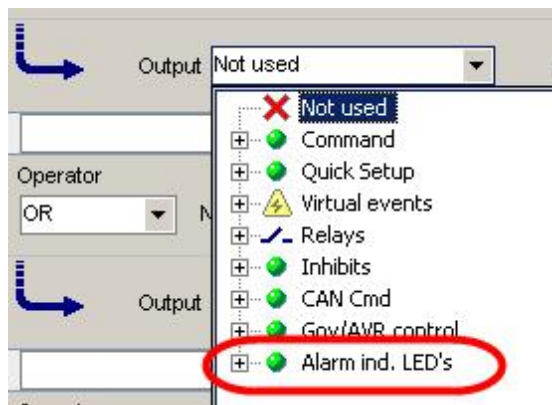 Output Not used
Not used
Command
Quick Setup
Operator
Virtual events
OR
Relays
Inhibits
Output
CAN Cmd
Gov/AVR control
Alarm ind. LED's